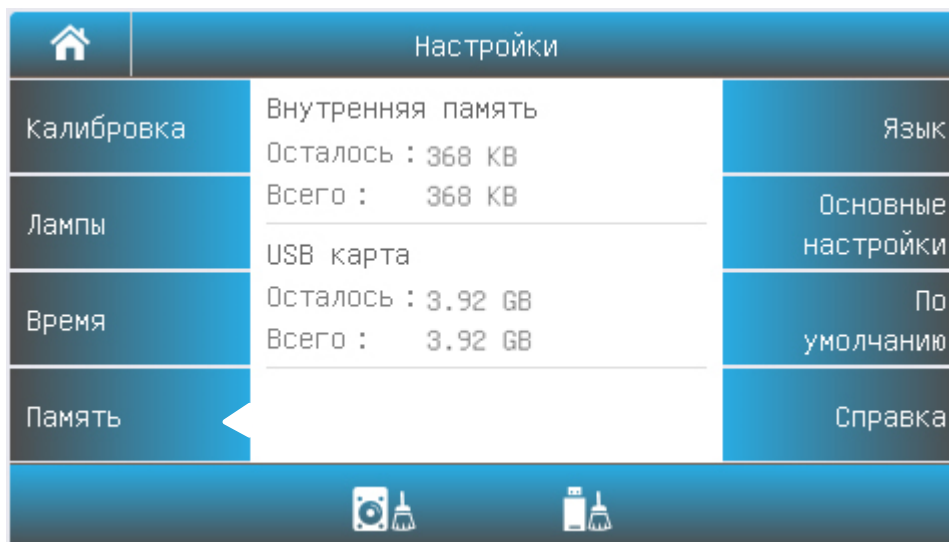 Настройки
Калибровка
Лампы
Время
Память
Внутренняя память
Осталось : 368 KB
Всего : 368 KB
USB карта
Осталось : 3.92 GB
Всего : 3.92 GB
Язык
Основные
настройки
По
умолчанию
Справка